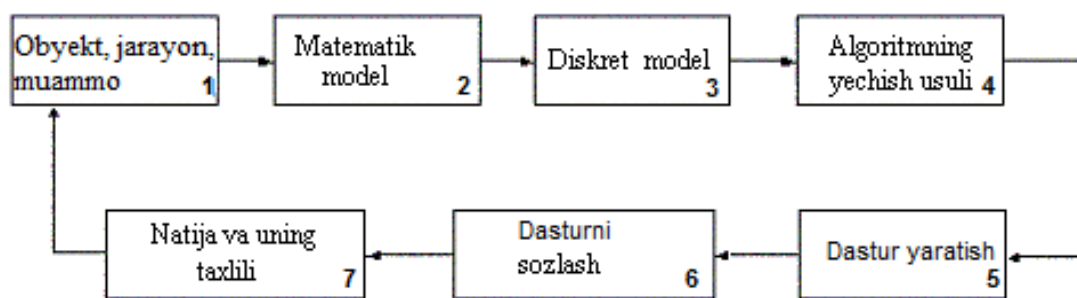 Obyekt, jarayon,
muammo 1
Matematik
model 2
Diskret model
3
Algoritmning
yechish usuli 4
Dastur yaratish
5
Dasturni
sozlash 6
Natija va uning
taxlili 7